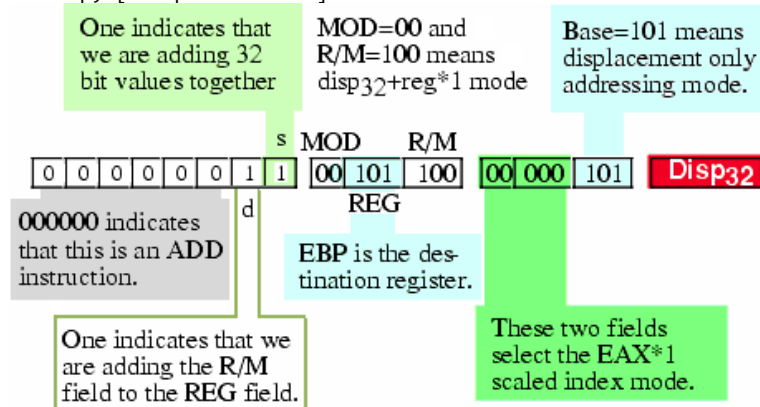 One indicates that
we are adding 32
bit values together
MOD=00 and
R/M=100 means
disp32+reg*1 mode
Base=101 means
displacement only
addressing mode.
s MOD R/M
0 0 0 0 0 0 1 1 00 101 100 00 000 101 Disp32
d REG
000000 indicates
that this is an ADD
instruction.
EBP is the des-
tination register.
One indicates that we
are adding the R/M
field to the REG field.
These two fields
select the EAX*1
scaled index mode.